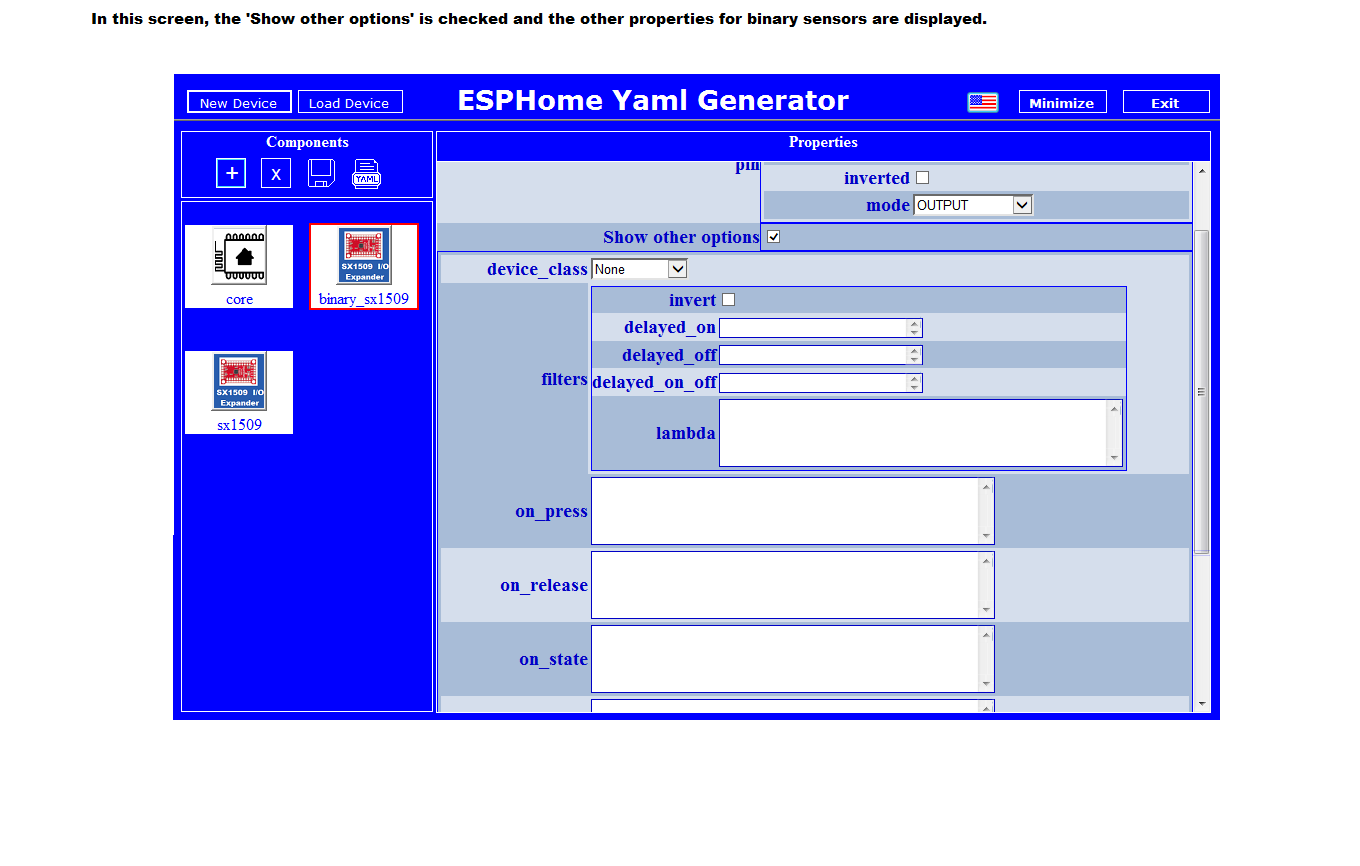 In this screen, the 'Show other options' is checked and the other properties for binary sensors are displayed.
New Device
Load Device
ESPHome Yaml Generator
Minimize
Exit
Components
Properties
+
x
YAML
core
SX1509 I/O
Expander
binary_sx1509
SX1509 I/O
Expander
sx1509
pin
inverted
mode OUTPUT
Show other options
device_class None
filters
invert
delayed_on
delayed_off
delayed_on_off
lambda
on_press
on_release
on_state